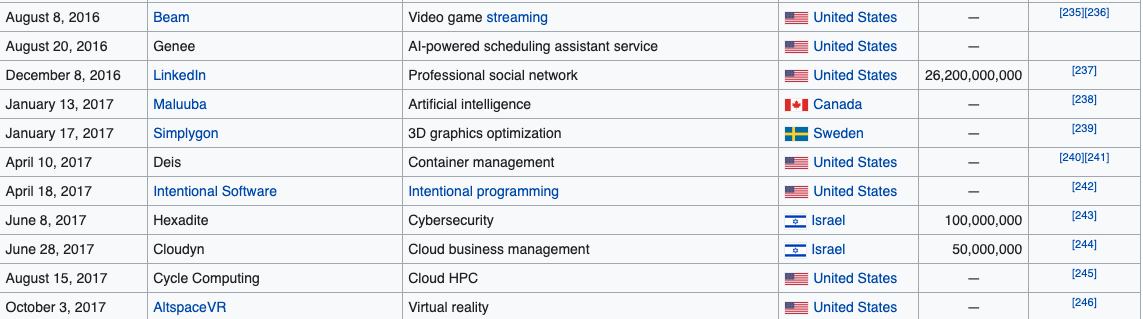 August 8, 2016 Beam Video game streaming United States — [235][236]
August 20, 2016 Genee AI-powered scheduling assistant service United States —
December 8, 2016 LinkedIn Professional social network United States 26,200,000,000 [237]
January 13, 2017 Maluuba Artificial intelligence Canada — [238]
January 17, 2017 Simplygon 3D graphics optimization Sweden — [239]
April 10, 2017 Deis Container management United States — [240][241]
April 18, 2017 Intentional Software Intentional programming United States — [242]
June 8, 2017 Hexadite Cybersecurity Israel 100,000,000 [243]
June 28, 2017 Cloudyn Cloud business management Israel 50,000,000 [244]
August 15, 2017 Cycle Computing Cloud HPC United States — [245]
October 3, 2017 AltspaceVR Virtual reality United States — [246]